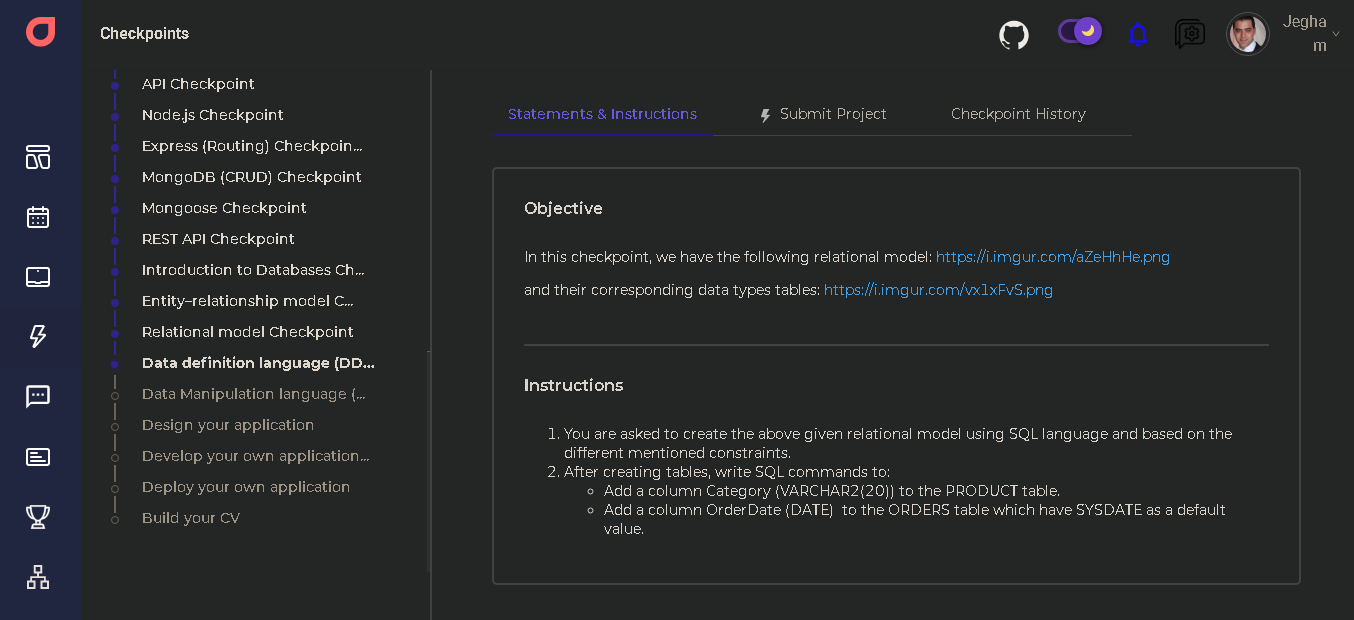 Checkpoints
Jegha
m
API Checkpoint
Node.js Checkpoint
Express (Routing) Checkpoin...
MongoDB (CRUD) Checkpoint
Mongoose Checkpoint
REST API Checkpoint
Introduction to Databases Ch...
Entity–relationship model C...
Relational model Checkpoint
Data definition language (DD...
Data Manipulation language (...
Design your application
Develop your own application...
Deploy your own application
Build your CV
Statements & Instructions
Submit Project
Checkpoint History
Objective
In this checkpoint, we have the following relational model: https://i.imgur.com/aZeHhHe.png
and their corresponding data types tables: https://i.imgur.com/vx1xFvS.png
Instructions
1. You are asked to create the above given relational model using SQL language and based on the
different mentioned constraints.
2. After creating tables, write SQL commands to:
◦ Add a column Category (VARCHAR2(20)) to the PRODUCT table.
◦ Add a column OrderDate (DATE)  to the ORDERS table which have SYSDATE as a default
value.